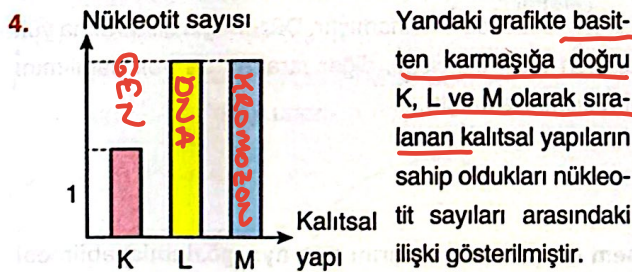 4.
Nükleotit sayısı
GEN
DNA
KROMOZON
1
K L M
Kalıtsal
yapı
Yandaki grafikte basit-
ten karmaşığa doğru
K, L ve M olarak sıra-
lanan kalıtsal yapıların
sahip oldukları nükleo-
tit sayıları arasındaki
ilişki gösterilmiştir.